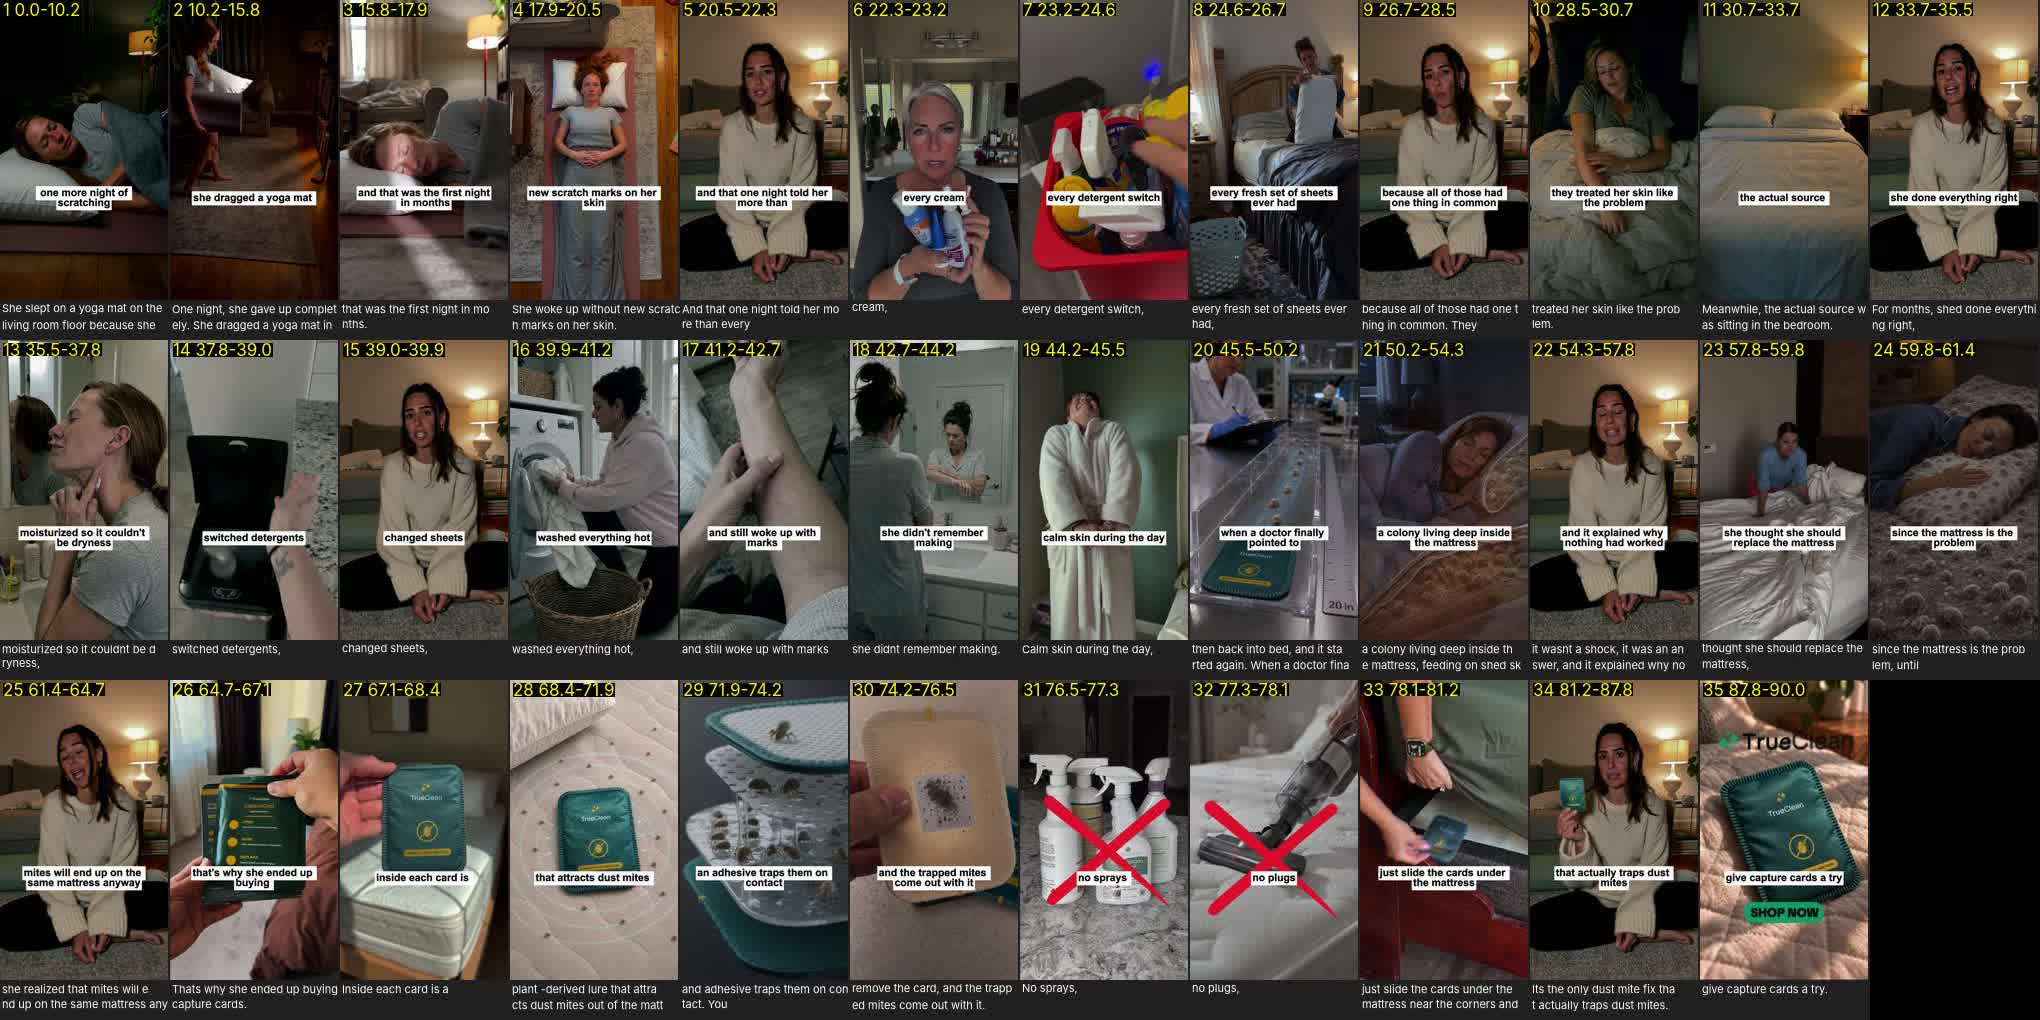 1 0.0-10.2
one more night of
scratching
She slept on a yoga mat on the
living room floor because she
2 10.2-15.8
she dragged a yoga mat
One night, she gave up complet
ely. She dragged a yoga mat in
3 15.8-17.9
and that was the first night
in months
that was the first night in mo
nths.
4 17.9-20.5
new scratch marks on her
skin
She woke up without new scratc
h marks on her skin.
5 20.5-22.3
and that one night told her
more than
And that one night told her mo
re than every
6 22.3-23.2
every cream
cream,
7 23.2-24.6
every detergent switch
every detergent switch,
8 24.6-26.7
every fresh set of sheets
ever had
every fresh set of sheets ever
had,
9 26.7-28.5
because all of those had
one thing in common
because all of those had one t
hing in common. They
10 28.5-30.7
they treated her skin like
the problem
treated her skin like the prob
lem.
11 30.7-33.7
the actual source
Meanwhile, the actual source w
as sitting in the bedroom.
12 33.7-35.5
she done everything right
For months, shed done everythi
ng right,
13 35.5-37.8
moisturized so it couldn't
be dryness
moisturized so it couldnt be d
ryness,
14 37.8-39.0
switched detergents
switched detergents,
15 39.0-39.9
changed sheets
changed sheets,
16 39.9-41.2
washed everything hot
washed everything hot,
17 41.2-42.7
and still woke up with
marks
and still woke up with marks
18 42.7-44.2
she didn't remember
making
she didnt remember making.
19 44.2-45.5
calm skin during the day
Calm skin during the day,
20 45.5-50.2
when a doctor finally
pointed to
20 in
then back into bed, and it sta
rted again. When a doctor fina
21 50.2-54.3
a colony living deep inside
the mattress
a colony living deep inside th
e mattress, feeding on shed sk
22 54.3-57.8
and it explained why
nothing had worked
it wasnt a shock, it was an an
swer, and it explained why no
23 57.8-59.8
she thought she should
replace the mattress
thought she should replace the
mattress,
24 59.8-61.4
since the mattress is the
problem
since the mattress is the prob
lem, until
25 61.4-64.7
mites will end up on the
same mattress anyway
she realized that mites will e
nd up on the same mattress any
26 64.7-67.1
that's why she ended up
buying
Thats why she ended up buying
capture cards.
27 67.1-68.4
TrueClean
inside each card is
Inside each card is a
28 68.4-71.9
TrueClean
that attracts dust mites
plant -derived lure that attra
cts dust mites out of the matt
29 71.9-74.2
an adhesive traps them on
contact
and adhesive traps them on con
tact. You
30 74.2-76.5
and the trapped mites
come out with it
remove the card, and the trapp
ed mites come out with it.
31 76.5-77.3
no sprays
No sprays,
32 77.3-78.1
no plugs
no plugs,
33 78.1-81.2
just slide the cards under
the mattress
just slide the cards under the
mattress near the corners and
34 81.2-87.8
that actually traps dust
mites
Its the only dust mite fix tha
t actually traps dust mites.
35 87.8-90.0
TrueClean
TrueClean
give capture cards a try
SHOP NOW
give capture cards a try.